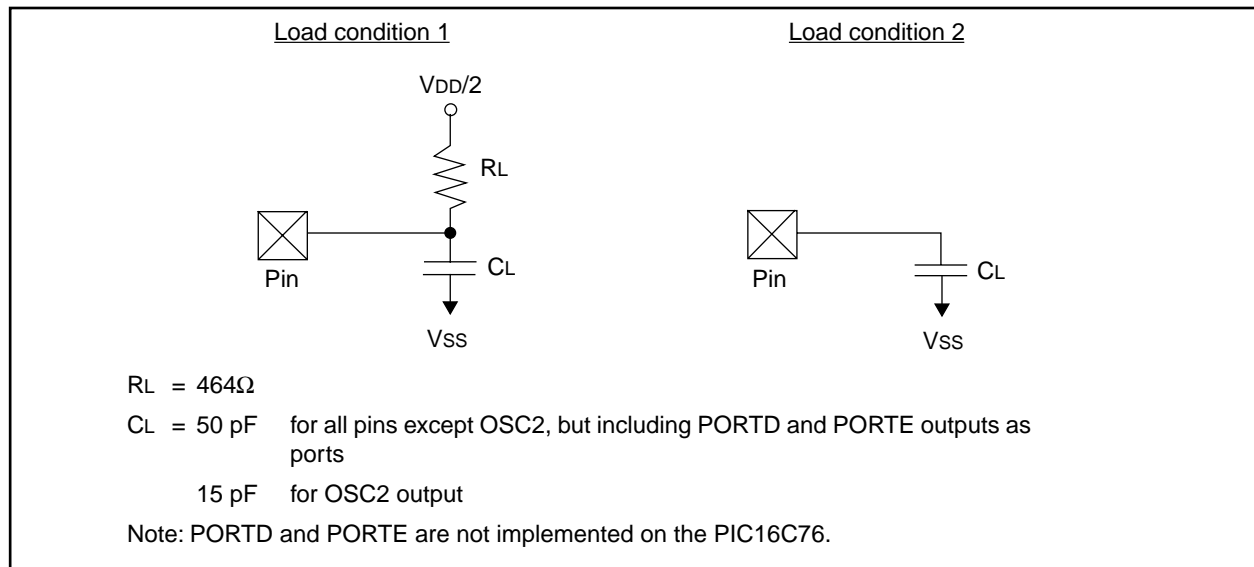 Load condition 1
Load condition 2
VDD/2
RL
Pin
CL
VSS
Pin
CL
VSS
RL = 464Ω
CL = 50 pF for all pins except OSC2, but including PORTD and PORTE outputs as
ports
15 pF for OSC2 output
Note: PORTD and PORTE are not implemented on the PIC16C76.